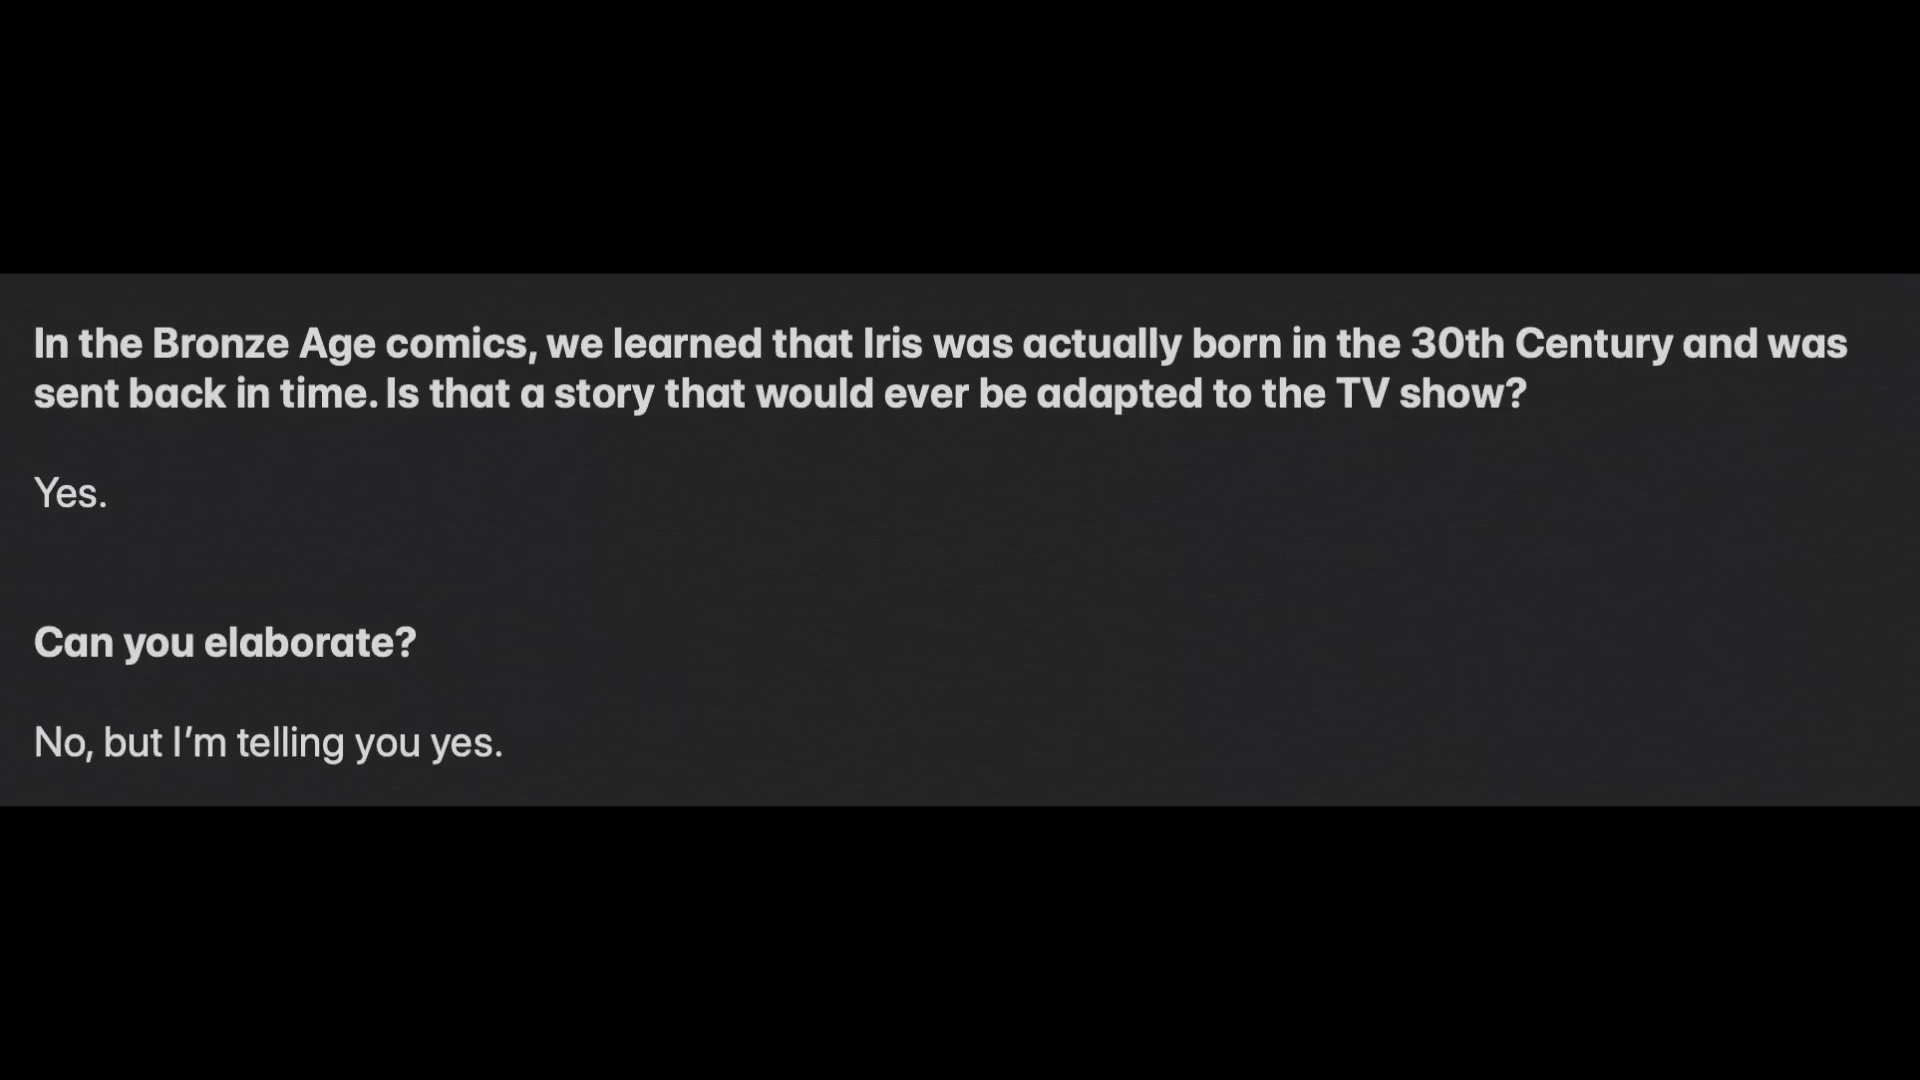 In the Bronze Age comics, we learned that Iris was actually born in the 30th Century and was
sent back in time. Is that a story that would ever be adapted to the TV show?
Yes.
Can you elaborate?
No, but I’m telling you yes.